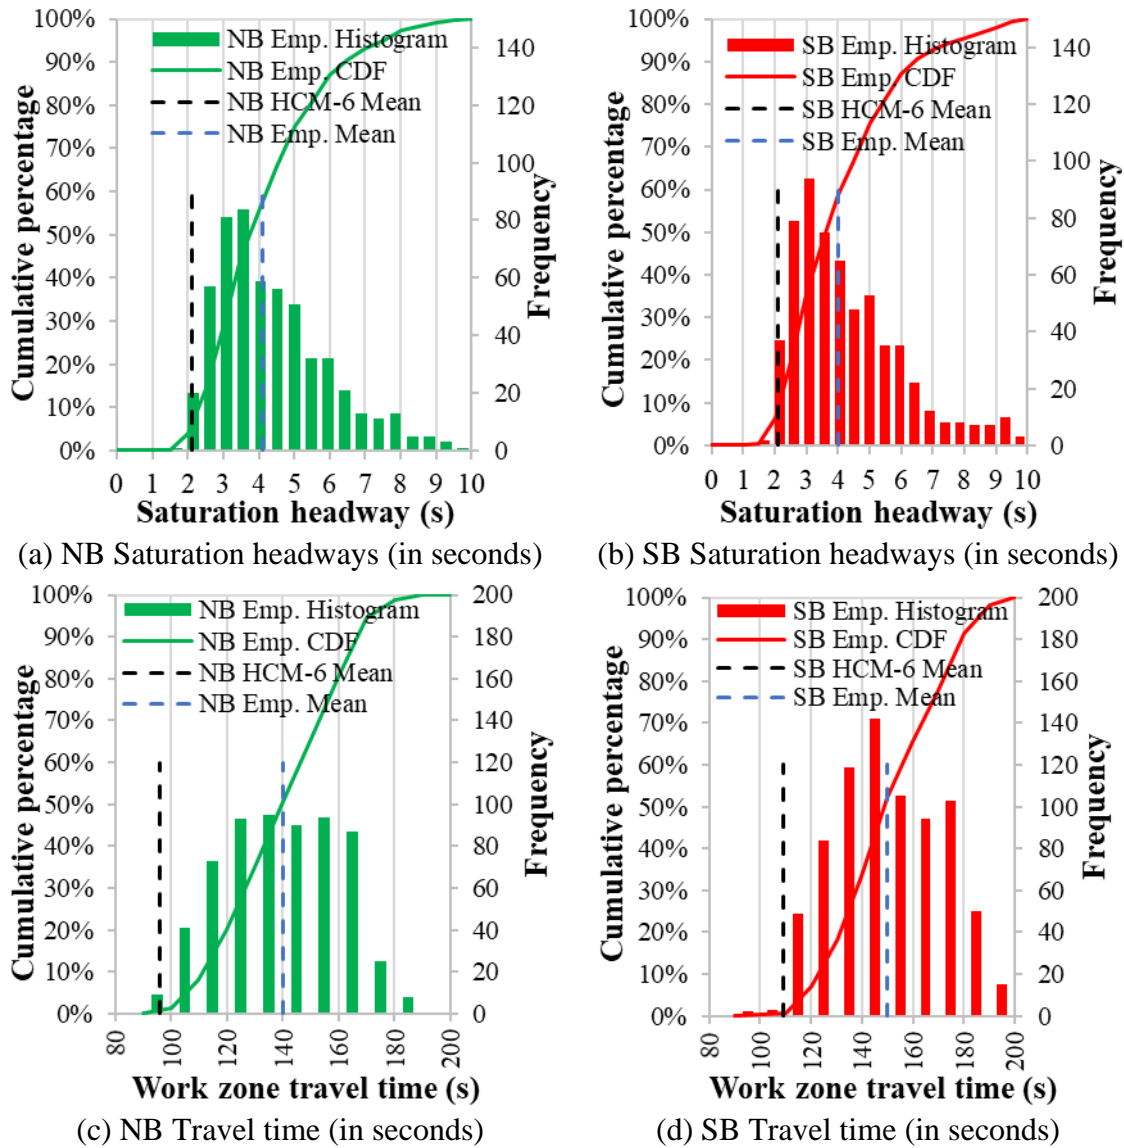 100%
90%
80%
70%
60%
50%
40%
30%
20%
10%
0%
Cumulative percentage
NB Emp. Histogram
NB Emp. CDF
NB HCM-6 Mean
NB Emp. Mean
140
120
100
80
60
40
20
0
Frequency
0 1 2 3 4 5 6 7 8 9 10
Saturation headway (s)
(a) NB Saturation headways (in seconds)
100%
90%
80%
70%
60%
50%
40%
30%
20%
10%
0%
Cumulative percentage
SB Emp. Histogram
SB Emp. CDF
SB HCM-6 Mean
SB Emp. Mean
140
120
100
80
60
40
20
0
Frequency
0 1 2 3 4 5 6 7 8 9 10
Saturation headway (s)
(b) SB Saturation headways (in seconds)
100%
90%
80%
70%
60%
50%
40%
30%
20%
10%
0%
Cumulative percentage
NB Emp. Histogram
NB Emp. CDF
NB HCM-6 Mean
NB Emp. Mean
200
180
160
140
120
100
80
60
40
20
0
Frequency
80 100 120 140 160 180 200
Work zone travel time (s)
(c) NB Travel time (in seconds)
100%
90%
80%
70%
60%
50%
40%
30%
20%
10%
0%
Cumulative percentage
SB Emp. Histogram
SB Emp. CDF
SB HCM-6 Mean
SB Emp. Mean
200
180
160
140
120
100
80
60
40
20
0
Frequency
80 100 120 140 160 180 200
Work zone travel time (s)
(d) SB Travel time (in seconds)